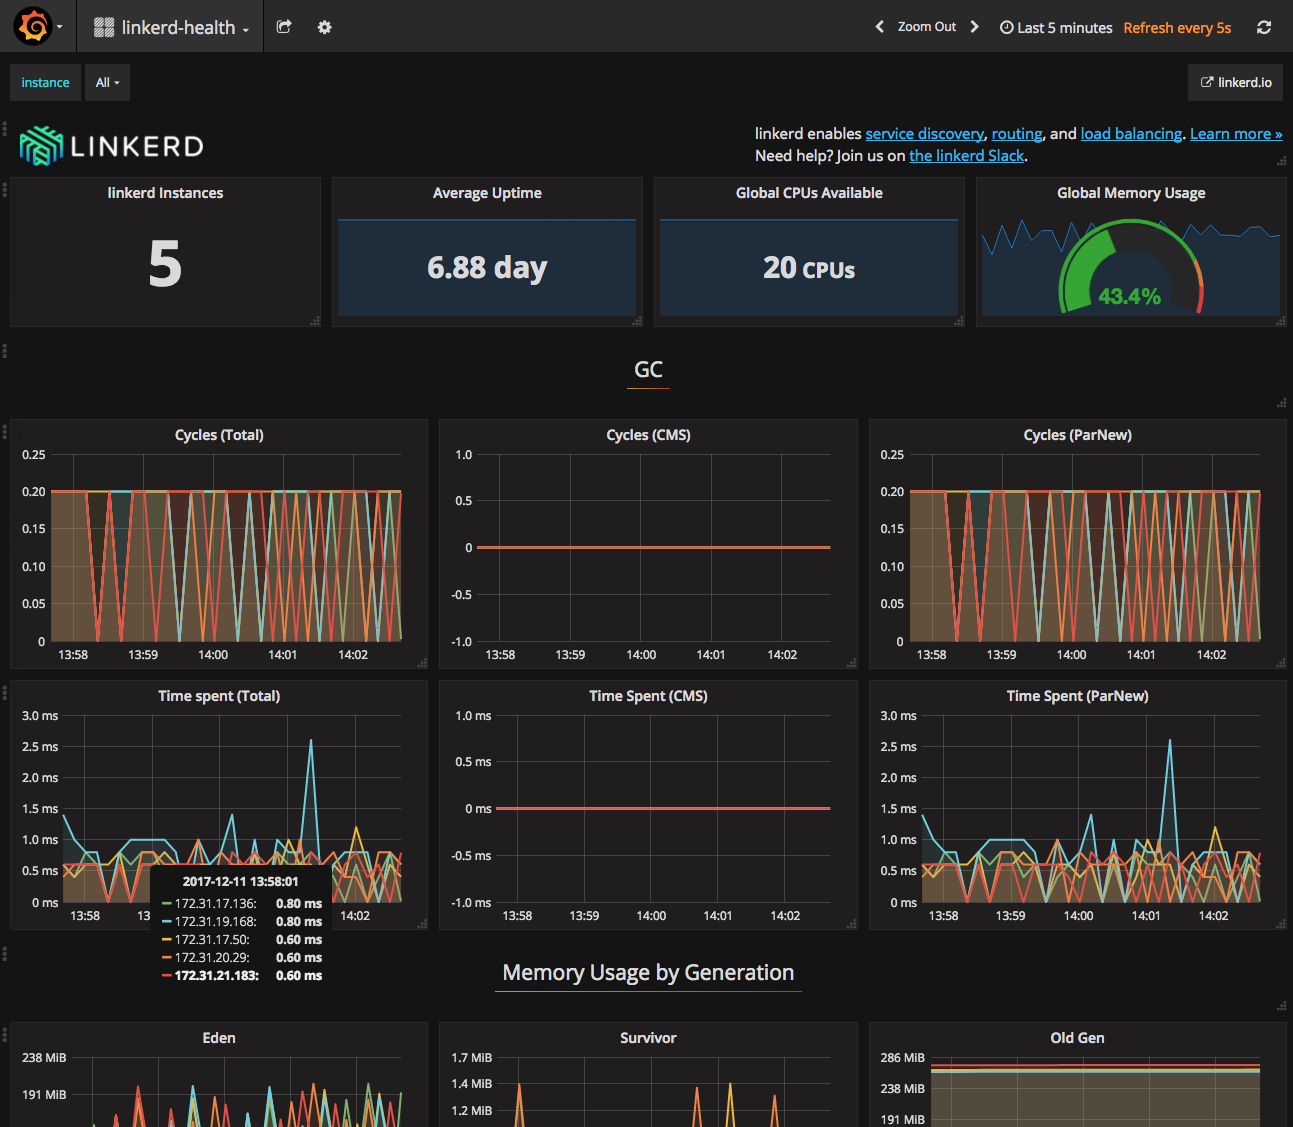 linkerd-health
Zoom Out
Last 5 minutes
Refresh every 5s
instance
All
linkerd.io
LINKERD
linkerd enables service discovery, routing, and load balancing. Learn more »
Need help? Join us on the linkerd Slack.
linkerd Instances
5
Average Uptime
6.88 day
Global CPUs Available
20 CPUs
Global Memory Usage
43.4%
GC
Cycles (Total)
0.25
0.20
0.15
0.10
0.05
0
13:58 13:59 14:00 14:01 14:02
Cycles (CMS)
1.0
0.5
0
-0.5
-1.0
13:58 13:59 14:00 14:01 14:02
Cycles (ParNew)
0.25
0.20
0.15
0.10
0.05
0
13:58 13:59 14:00 14:01 14:02
Time spent (Total)
3.0 ms
2.5 ms
2.0 ms
1.5 ms
1.0 ms
0.5 ms
0 ms
13:58 13 14:02
2017-12-11 13:58:01
172.31.17.136: 0.80 ms
172.31.19.168: 0.80 ms
172.31.17.50: 0.60 ms
172.31.20.29: 0.60 ms
172.31.21.183: 0.60 ms
Time Spent (CMS)
1.0 ms
0.5 ms
0 ms
-0.5 ms
-1.0 ms
13:58 13:59 14:00 14:01 14:02
Time Spent (ParNew)
3.0 ms
2.5 ms
2.0 ms
1.5 ms
1.0 ms
0.5 ms
0 ms
13:58 13:59 14:00 14:01 14:02
Memory Usage by Generation
Eden
238 MiB
191 MiB
Survivor
1.7 MiB
1.4 MiB
1.2 MiB
Old Gen
286 MiB
238 MiB
191 MiB